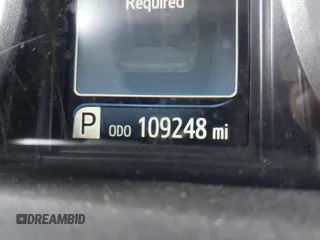 Required
P ODO 109248 mi
DREAMBID